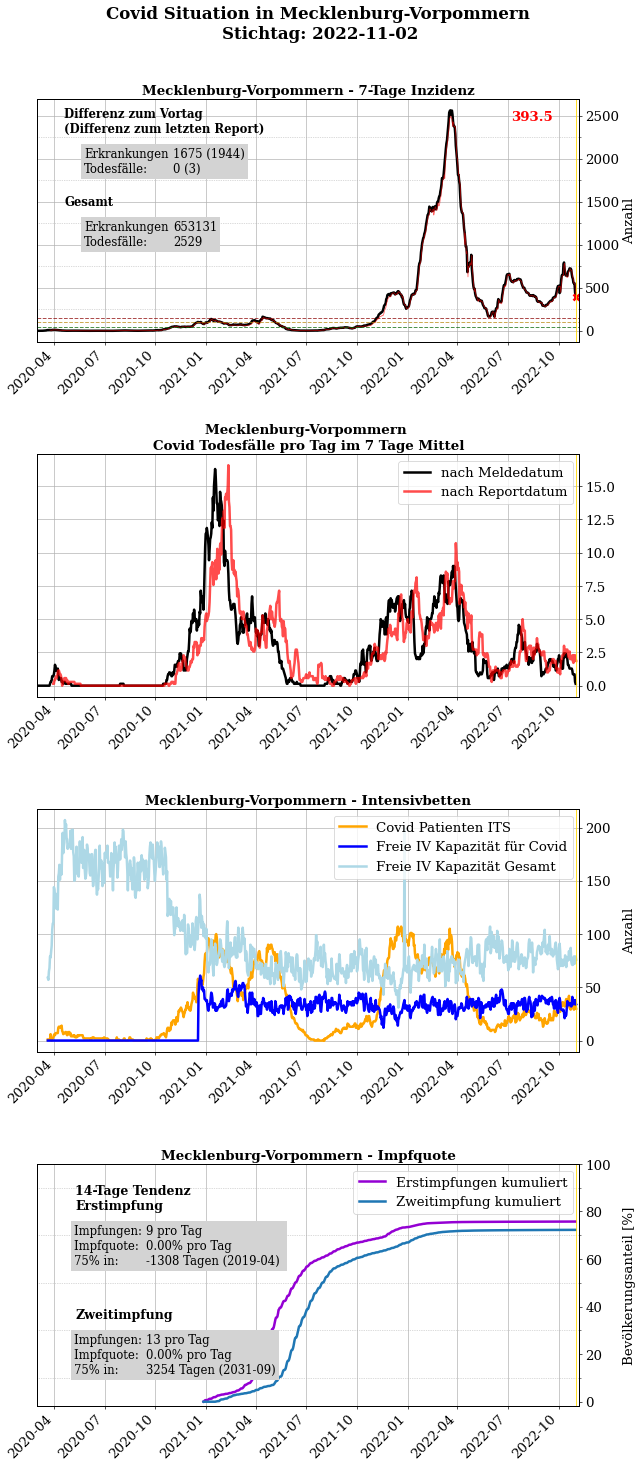 Covid Situation in Mecklenburg-Vorpommern
Stichtag: 2022-11-02
Mecklenburg-Vorpommern - 7-Tage Inzidenz
Differenz zum Vortag
(Differenz zum letzten Report)
Erkrankungen 1675 (1944)
Todesfälle: 0 (3)
Gesamt
Erkrankungen 653131
Todesfälle: 2529
393.5
2500
2000
1500
1000
500
0
Anzahl
2020-04 2020-07 2020-10 2021-01 2021-04 2021-07 2021-10 2022-01 2022-04 2022-07 2022-10
Mecklenburg-Vorpommern
Covid Todesfälle pro Tag im 7 Tage Mittel
nach Meldedatum
nach Reportdatum
15.0
12.5
10.0
7.5
5.0
2.5
0.0
2020-04 2020-07 2020-10 2021-01 2021-04 2021-07 2021-10 2022-01 2022-04 2022-07 2022-10
Mecklenburg-Vorpommern - Intensivbetten
Covid Patienten ITS
Freie IV Kapazität für Covid
Freie IV Kapazität Gesamt
200
150
100
50
0
Anzahl
2020-04 2020-07 2020-10 2021-01 2021-04 2021-07 2021-10 2022-01 2022-04 2022-07 2022-10
Mecklenburg-Vorpommern - Impfquote
14-Tage Tendenz
Erstimpfung
Impfungen: 9 pro Tag
Impfquote: 0.00% pro Tag
75% in: -1308 Tagen (2019-04)
Zweitimpfung
Impfungen: 13 pro Tag
Impfquote: 0.00% pro Tag
75% in: 3254 Tagen (2031-09)
Erstimpfungen kumuliert
Zweitimpfung kumuliert
100
80
60
40
20
0
Bevölkerungsanteil [%]
2020-04 2020-07 2020-10 2021-01 2021-04 2021-07 2021-10 2022-01 2022-04 2022-07 2022-10